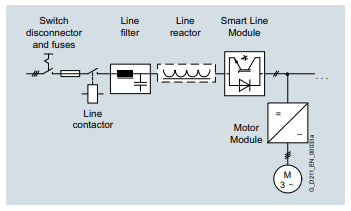 Switch
disconnector
and fuses
Line
filter
Line
reactor
Smart Line
Module
Line
contactor
Motor
Module
=
~
M
3 ~
G_D211_EN_00033a